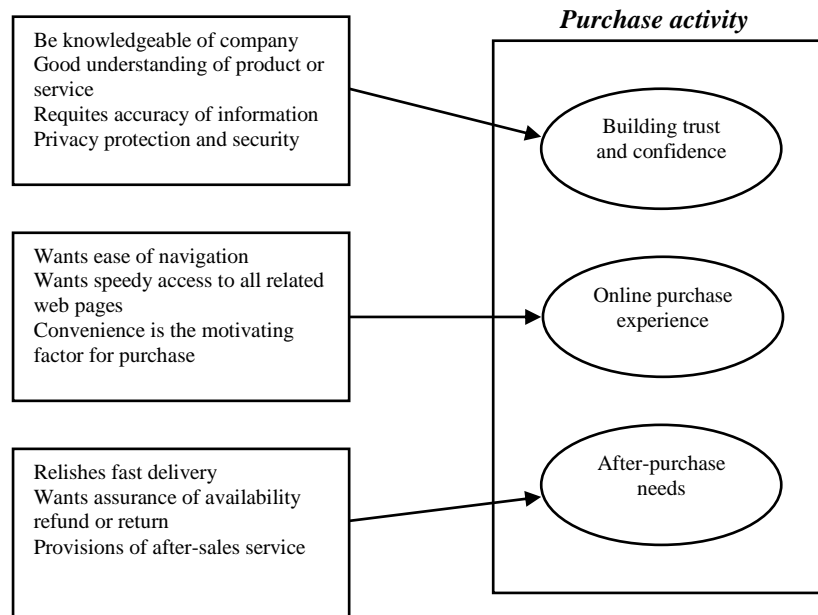 Purchase activity
Be knowledgeable of company
Good understanding of product or
service
Requites accuracy of information
Privacy protection and security
Building trust
and confidence
Wants ease of navigation
Wants speedy access to all related
web pages
Convenience is the motivating
factor for purchase
Online purchase
experience
Relishes fast delivery
Wants assurance of availability
refund or return
Provisions of after-sales service
After-purchase
needs